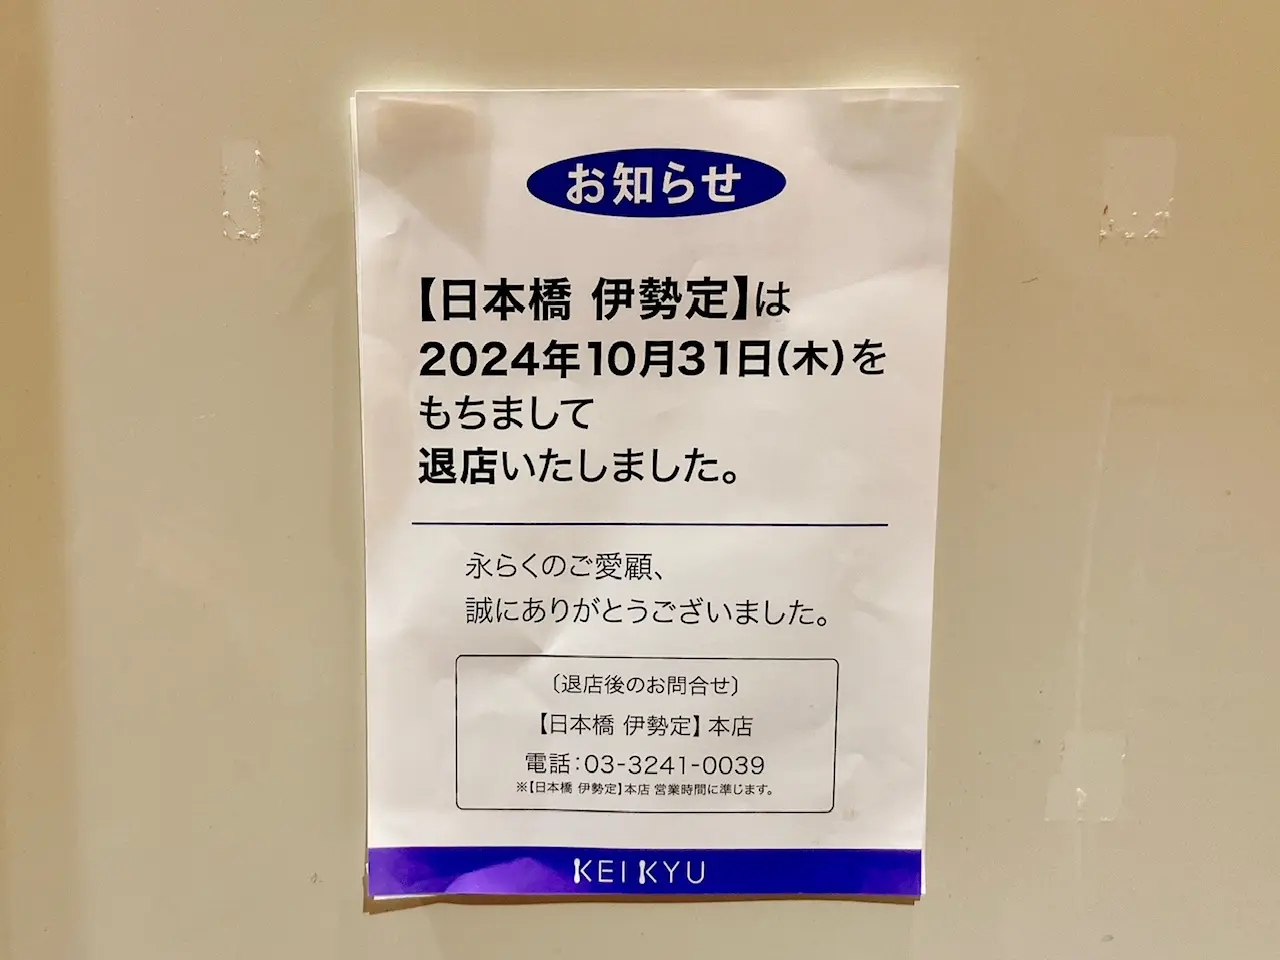 お知らせ
【日本橋 伊勢定】は
2024年10月31日(木)を
もちまして
退店いたしました。
永らくのご愛顧、
誠にありがとうございました。
〔退店後のお問合せ〕
【日本橋 伊勢定】本店
電話:03-3241-0039
※【日本橋 伊勢定】本店 営業時間に準じます。
KEIKYU